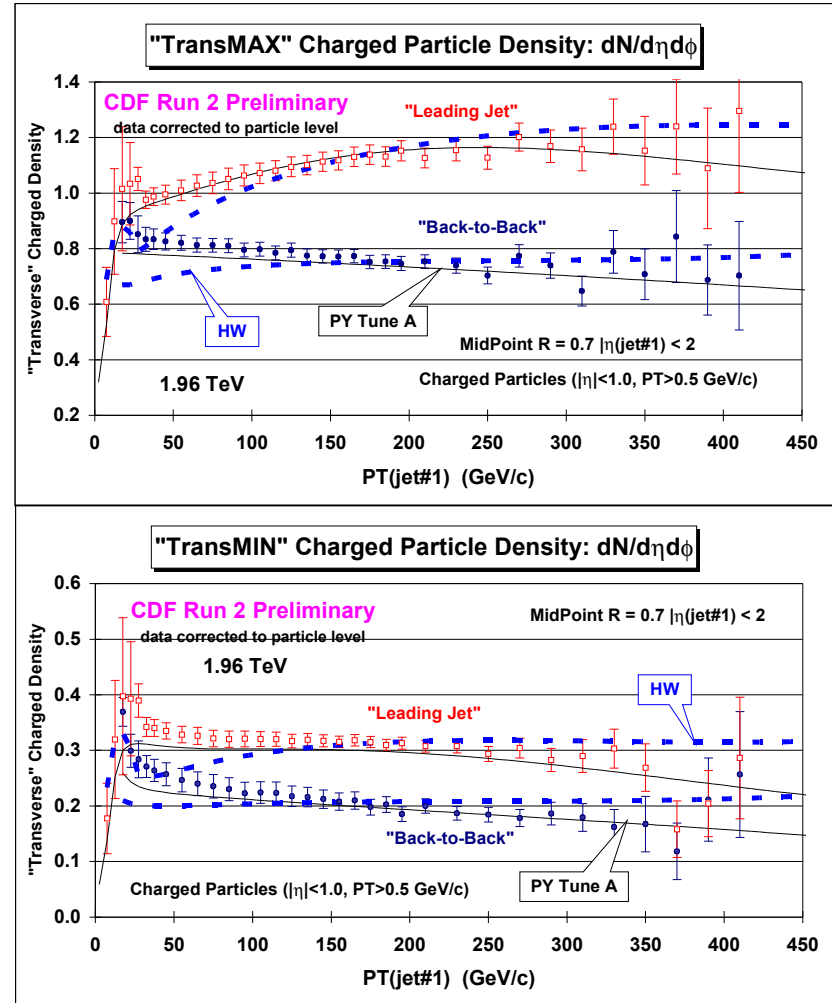 "TransMAX" Charged Particle Density: dN/dηdϕ
CDF Run 2 Preliminary
data corrected to particle level
"Leading Jet"
"Back-to-Back"
HW
PY Tune A
MidPoint R = 0.7 |η(jet#1) < 2
1.96 TeV
Charged Particles (|η|<1.0, PT>0.5 GeV/c)
"Transverse" Charged Density
1.4
1.2
1.0
0.8
0.6
0.4
0.2
0 50 100 150 200 250 300 350 400 450
PT(jet#1) (GeV/c)
"TransMIN" Charged Particle Density: dN/dηdϕ
CDF Run 2 Preliminary
data corrected to particle level
MidPoint R = 0.7 |η(jet#1) < 2
1.96 TeV
HW
"Leading Jet"
"Back-to-Back"
PY Tune A
Charged Particles (|η|<1.0, PT>0.5 GeV/c)
"Transverse" Charged Density
0.6
0.5
0.4
0.3
0.2
0.1
0.0
0 50 100 150 200 250 300 350 400 450
PT(jet#1) (GeV/c)